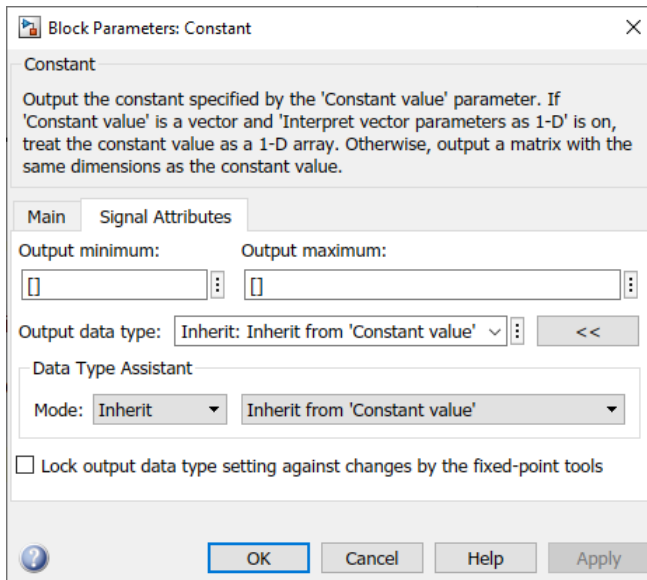 Block Parameters: Constant
Constant
Output the constant specified by the 'Constant value' parameter. If
'Constant value' is a vector and 'Interpret vector parameters as 1-D' is on,
treat the constant value as a 1-D array. Otherwise, output a matrix with the
same dimensions as the constant value.
Main Signal Attributes
Output minimum: Output maximum:
[] []
Output data type: Inherit: Inherit from 'Constant value' <<
Data Type Assistant
Mode: Inherit Inherit from 'Constant value'
Lock output data type setting against changes by the fixed-point tools
OK Cancel Help Apply